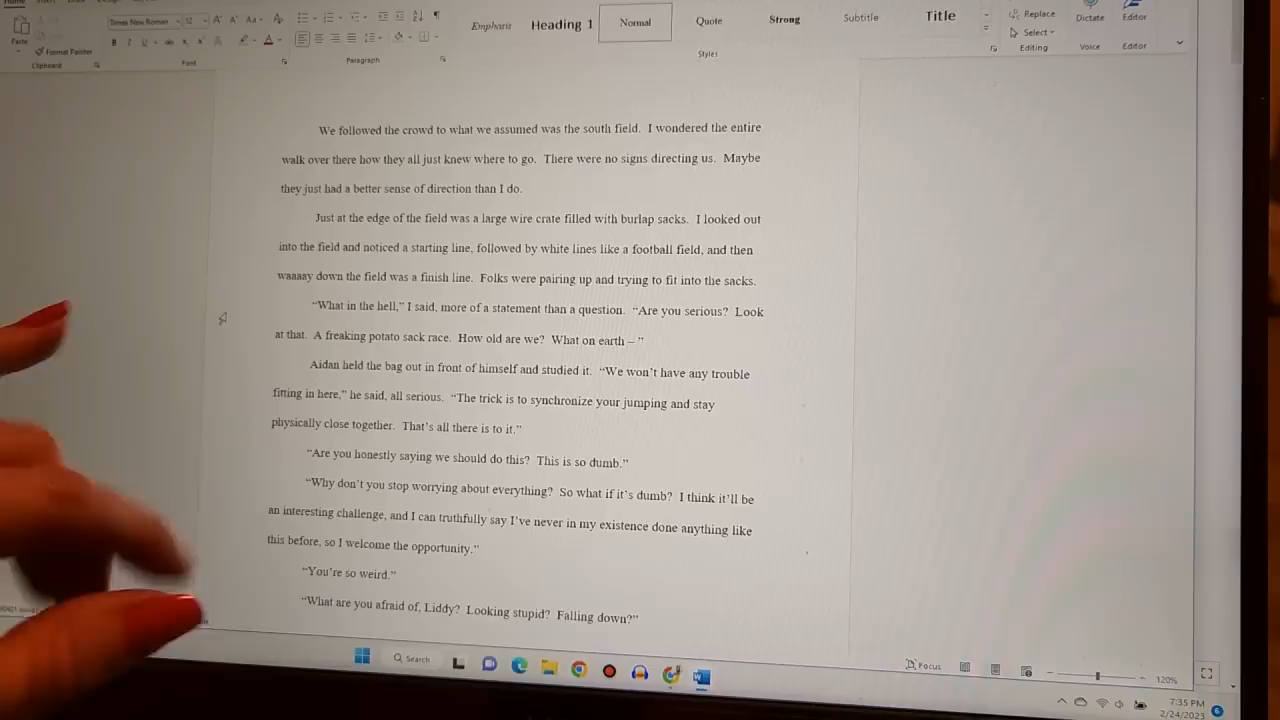 Times New Roman 12
Emphasis Heading 1 Normal Quote Strong Subtitle Title
Replace
Select
Editing
Dictate
Voice
Editor
Editor
Paste
Format Painter
Clipboard
Font
Paragraph
Styles
We followed the crowd to what we assumed was the south field. I wondered the entire
walk over there how they all just knew where to go. There were no signs directing us. Maybe
they just had a better sense of direction than I do.
Just at the edge of the field was a large wire crate filled with burlap sacks. I looked out
into the field and noticed a starting line, followed by white lines like a football field, and then
waaaay down the field was a finish line. Folks were pairing up and trying to fit into the sacks.
“What in the hell,” I said, more of a statement than a question. “Are you serious? Look
at that. A freaking potato sack race. How old are we? What on earth – ”
Aidan held the bag out in front of himself and studied it. “We won’t have any trouble
fitting in here,” he said, all serious. “The trick is to synchronize your jumping and stay
physically close together. That’s all there is to it.”
“Are you honestly saying we should do this? This is so dumb.”
“Why don’t you stop worrying about everything? So what if it’s dumb? I think it’ll be
an interesting challenge, and I can truthfully say I’ve never in my existence done anything like
this before, so I welcome the opportunity.”
“You’re so weird.”
“What are you afraid of, Liddy? Looking stupid? Falling down?”
Focus
120%
Search
7:35 PM
2/24/2023
6